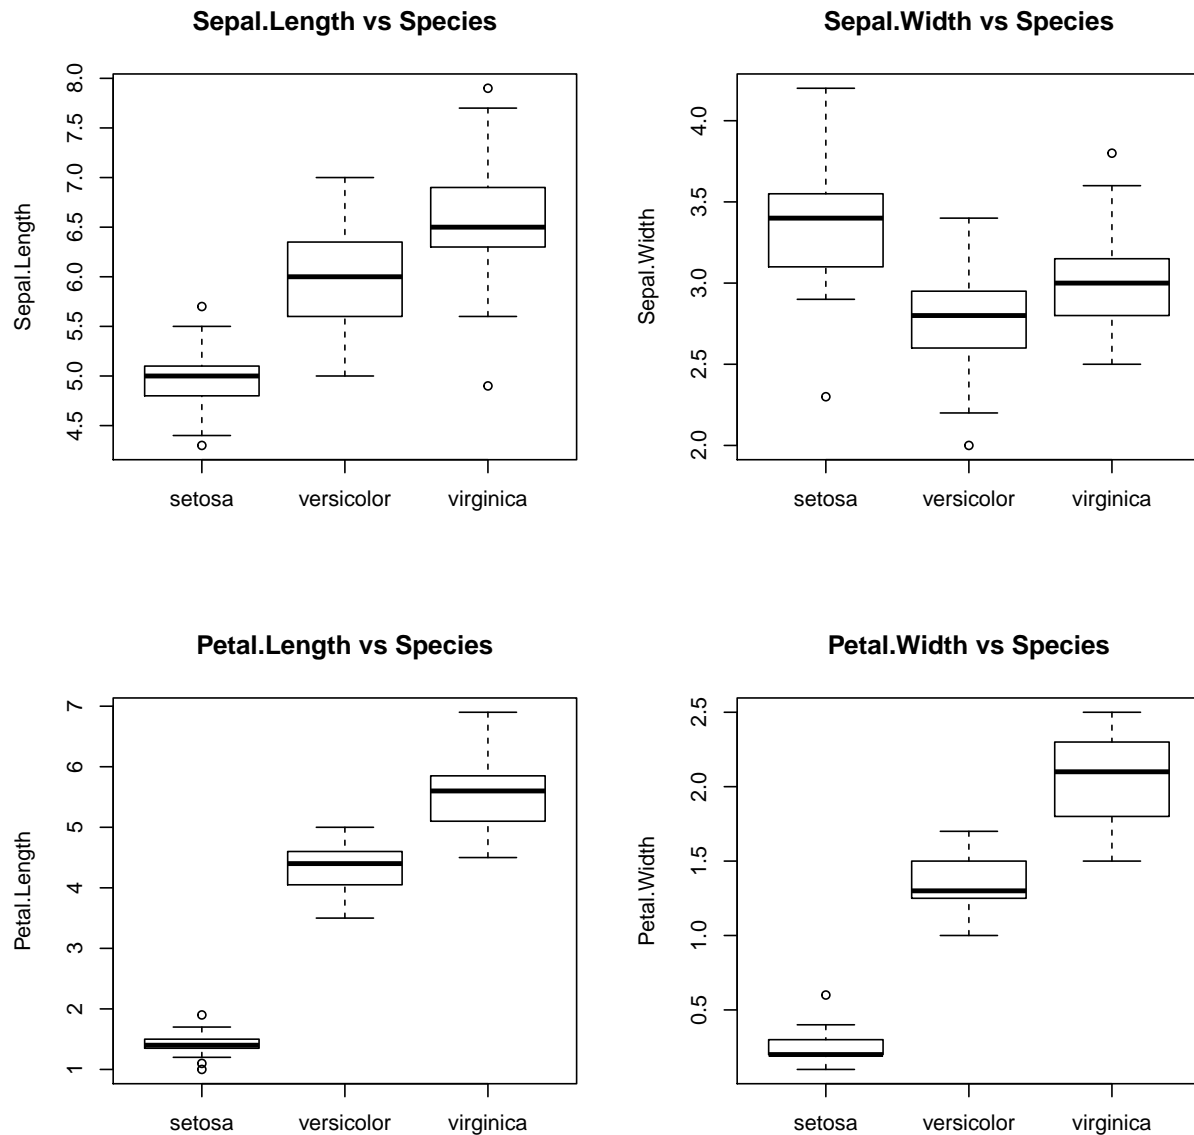 Sepal.Length vs Species
Sepal.Length
8.0
7.5
7.0
6.5
6.0
5.5
5.0
4.5
setosa versicolor virginica
Sepal.Width vs Species
Sepal.Width
4.0
3.5
3.0
2.5
2.0
setosa versicolor virginica
Petal.Length vs Species
Petal.Length
7
6
5
4
3
2
1
setosa versicolor virginica
Petal.Width vs Species
Petal.Width
2.5
2.0
1.5
1.0
0.5
setosa versicolor virginica